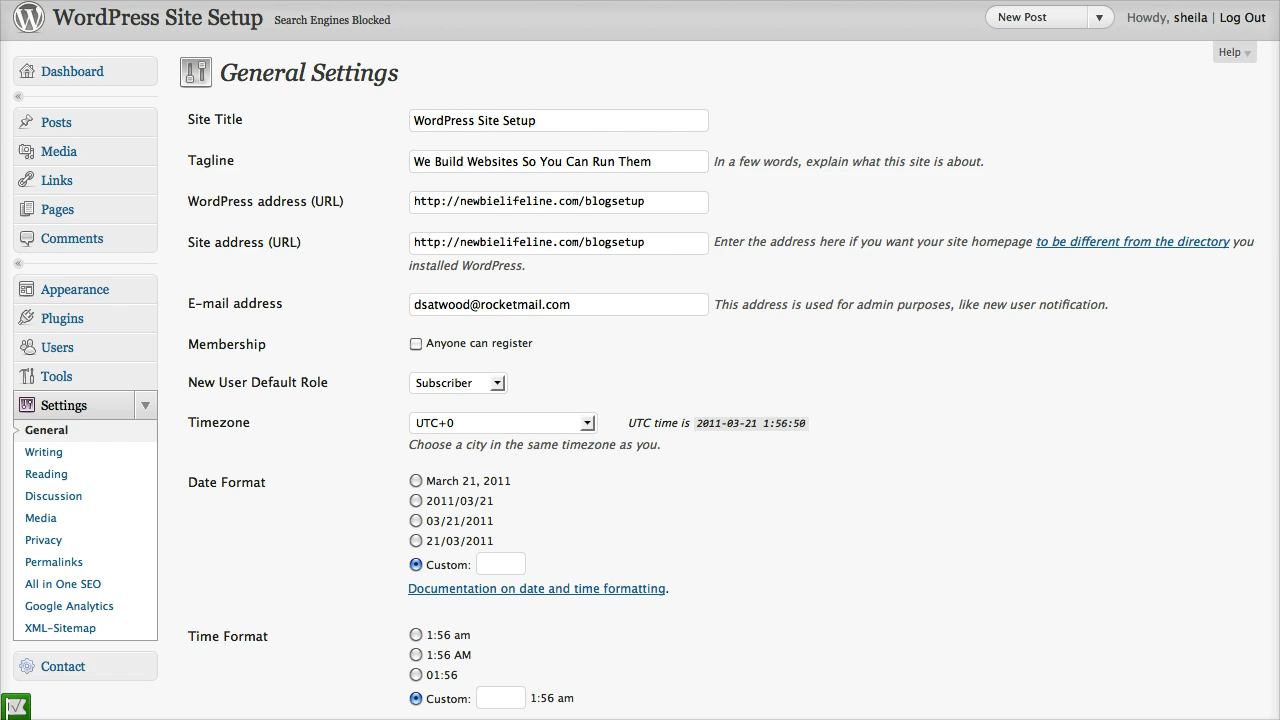 WordPress Site Setup Search Engines Blocked New Post Howdy, sheila | Log Out
Help
Dashboard
Posts
Media
Links
Pages
Comments
Appearance
Plugins
Users
Tools
Settings
General
Writing
Reading
Discussion
Media
Privacy
Permalinks
All in One SEO
Google Analytics
XML-Sitemap
Contact
General Settings
Site Title WordPress Site Setup
Tagline We Build Websites So You Can Run Them In a few words, explain what this site is about.
WordPress address (URL) http://newbielifeline.com/blogsetup
Site address (URL) http://newbielifeline.com/blogsetup Enter the address here if you want your site homepage to be different from the directory you
installed WordPress.
E-mail address dsatwood@rocketmail.com This address is used for admin purposes, like new user notification.
Membership Anyone can register
New User Default Role Subscriber
Timezone UTC+0 UTC time is 2011-03-21 1:56:50
Choose a city in the same timezone as you.
Date Format March 21, 2011
2011/03/21
03/21/2011
21/03/2011
Custom:
Documentation on date and time formatting.
Time Format 1:56 am
1:56 AM
01:56
Custom: 1:56 am